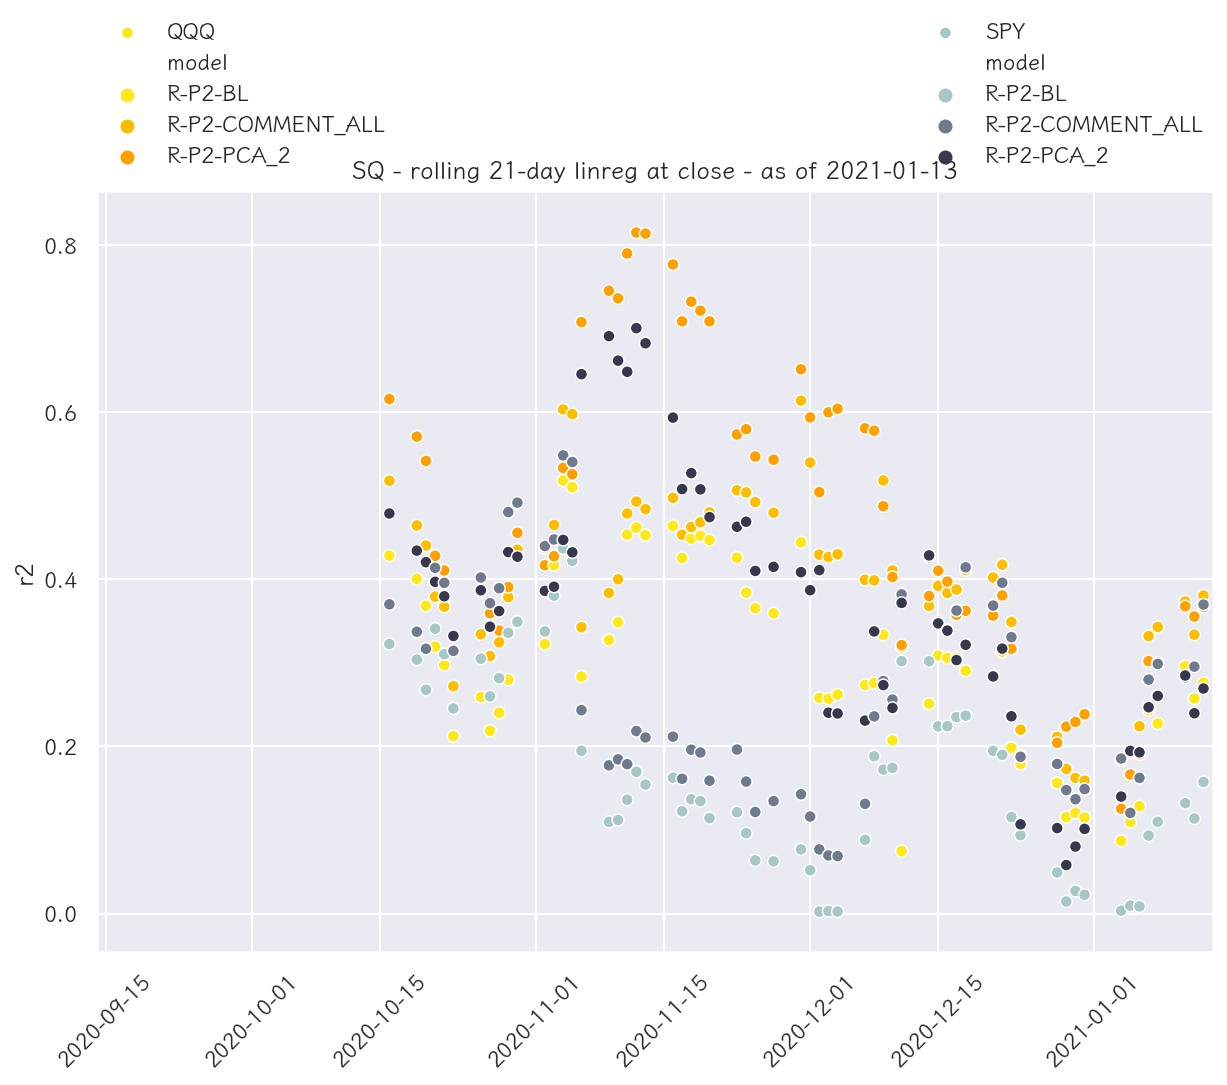 QQQ
model
R-P2-BL
R-P2-COMMENT_ALL
R-P2-PCA_2
SPY
model
R-P2-BL
R-P2-COMMENT_ALL
R-P2-PCA_2
SQ - rolling 21-day linreg at close - as of 2021-01-13
r2
0.8
0.6
0.4
0.2
0.0
2020-09-15
2020-10-01
2020-10-15
2020-11-01
2020-11-15
2020-12-01
2020-12-15
2021-01-01